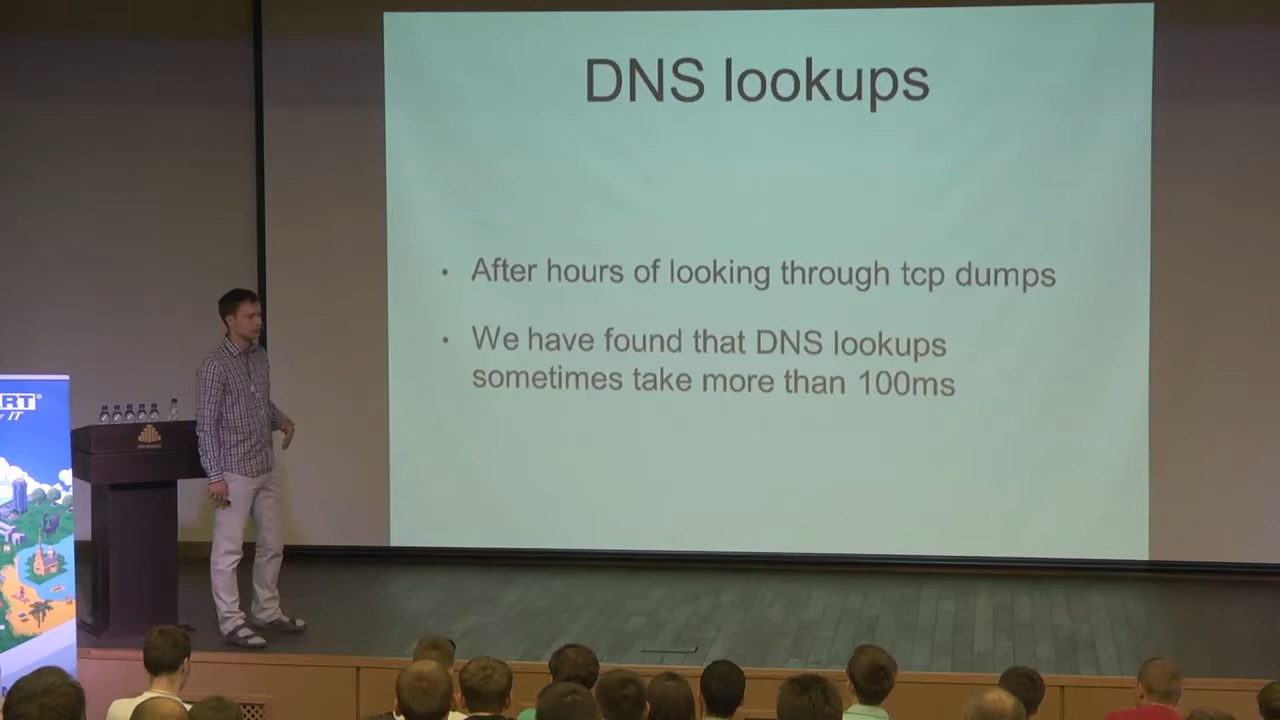 DNS lookups
• After hours of looking through tcp dumps
• We have found that DNS lookups
sometimes take more than 100ms
ART®
IT